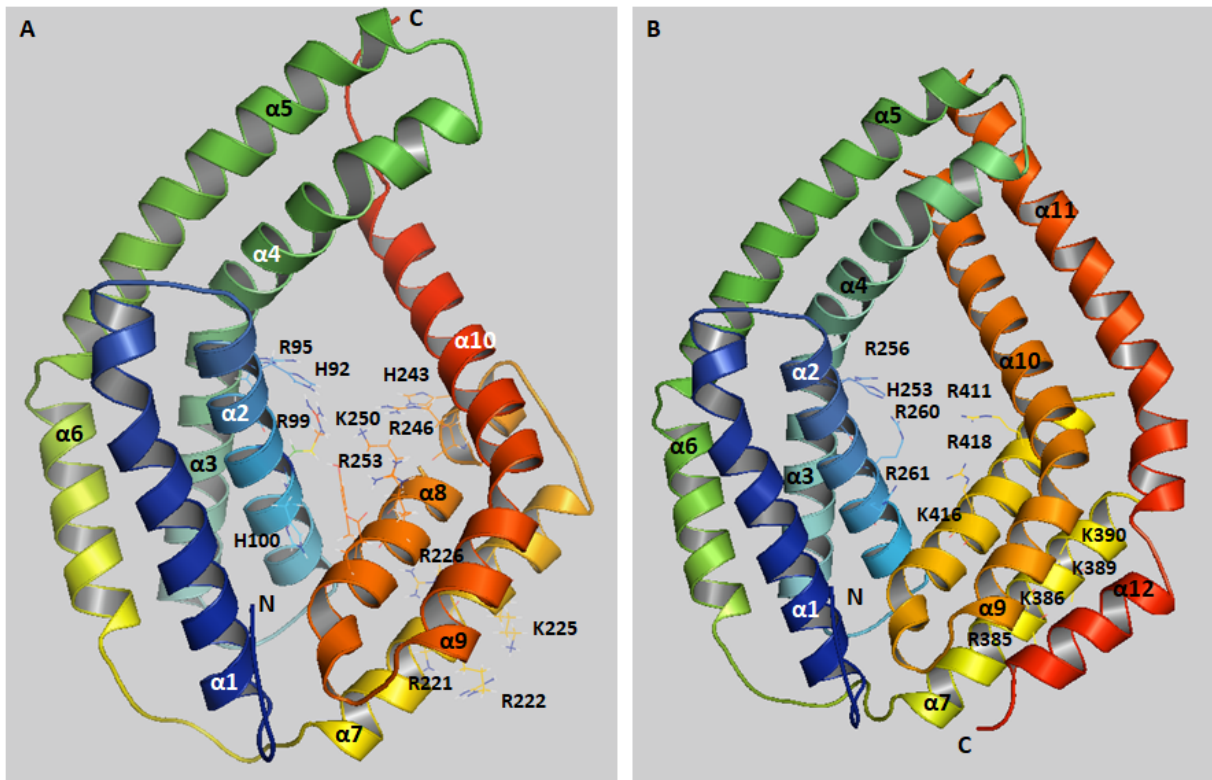 A
C
α5
α4
α10
R95
H92
H243
α2
R99
K250
R246
α6
α3
R253
α8
H100
R226
N
K225
α9
α1
R221
R222
α7
B
α5
α11
α4
R256
α10
α2
H253
R411
R260
α6
R418
α3
R261
K416
K390
K389
α12
α1
N
K386
α9
R385
α7
C